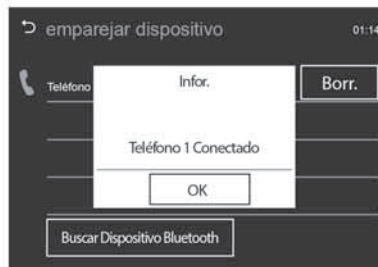 emparejar dispositivo
01:14
Teléfono
Infor.
Borr.
Teléfono 1 Conectado
OK
Buscar Dispositivo Bluetooth